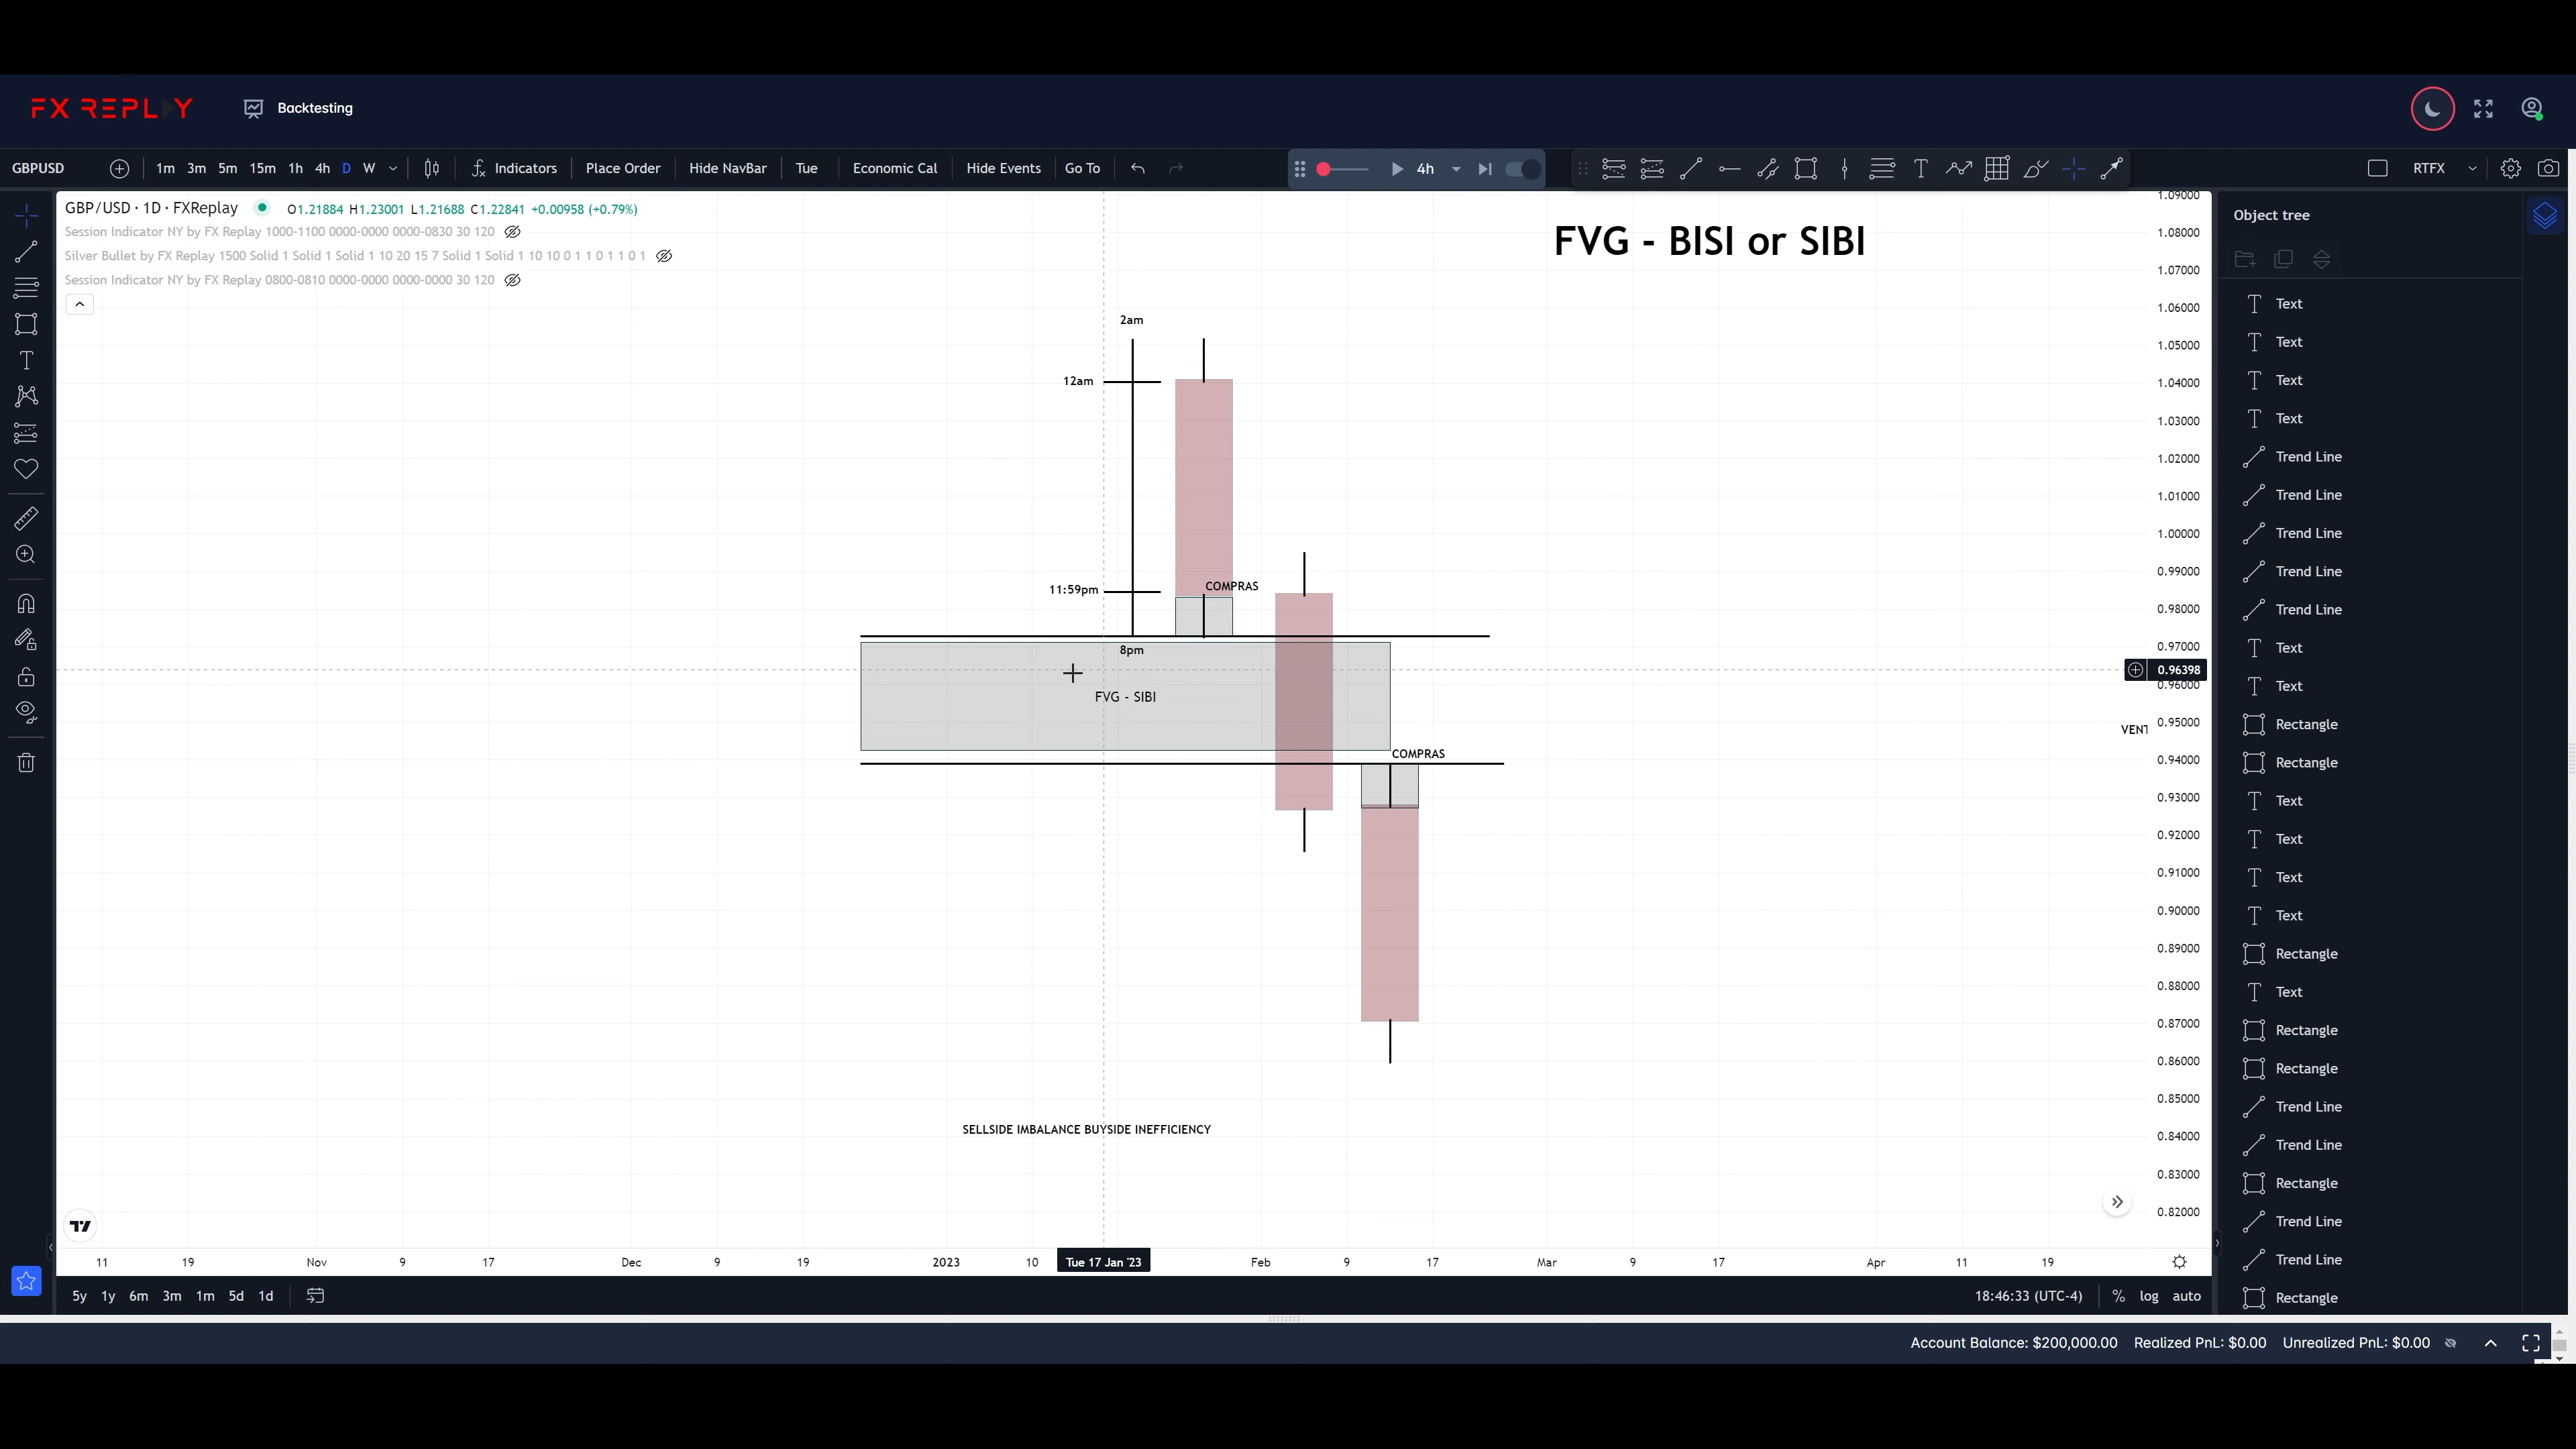 FX REPLAY
Backtesting
GBPUSD 1m 3m 5m 15m 1h 4h D W Indicators Place Order Hide NavBar Tue Economic Cal Hide Events Go To 4h RTFX
GBP/USD · 1D · FXReplay O1.21884 H1.23001 L1.21688 C1.22841 +0.00958 (+0.79%)
Session Indicator NY by FX Replay 1000-1100 0000-0000 0000-0830 30 120
Silver Bullet by FX Replay 1500 Solid 1 Solid 1 Solid 1 10 20 15 7 Solid 1 Solid 1 10 10 0 1 1 0 1 1 0 1
Session Indicator NY by FX Replay 0800-0810 0000-0000 0000-0000 30 120
FVG - BISI or SIBI
2am
12am
11:59pm
COMPRAS
8pm
FVG - SIBI
COMPRAS
VENT
SELLSIDE IMBALANCE BUYSIDE INEFFICIENCY
1.09000
1.08000
1.07000
1.06000
1.05000
1.04000
1.03000
1.02000
1.01000
1.00000
0.99000
0.98000
0.97000
0.96398
0.96000
0.95000
0.94000
0.93000
0.92000
0.91000
0.90000
0.89000
0.88000
0.87000
0.86000
0.85000
0.84000
0.83000
0.82000
11 19 Nov 9 17 Dec 9 19 2023 10 Tue 17 Jan '23 Feb 9 17 Mar 9 17 Apr 11 19
5y 1y 6m 3m 1m 5d 1d 18:46:33 (UTC-4) % log auto
Object tree
Text
Text
Text
Text
Trend Line
Trend Line
Trend Line
Trend Line
Trend Line
Text
Text
Rectangle
Rectangle
Text
Text
Text
Text
Rectangle
Text
Rectangle
Rectangle
Trend Line
Trend Line
Rectangle
Trend Line
Trend Line
Rectangle
Account Balance: $200,000.00 Realized PnL: $0.00 Unrealized PnL: $0.00